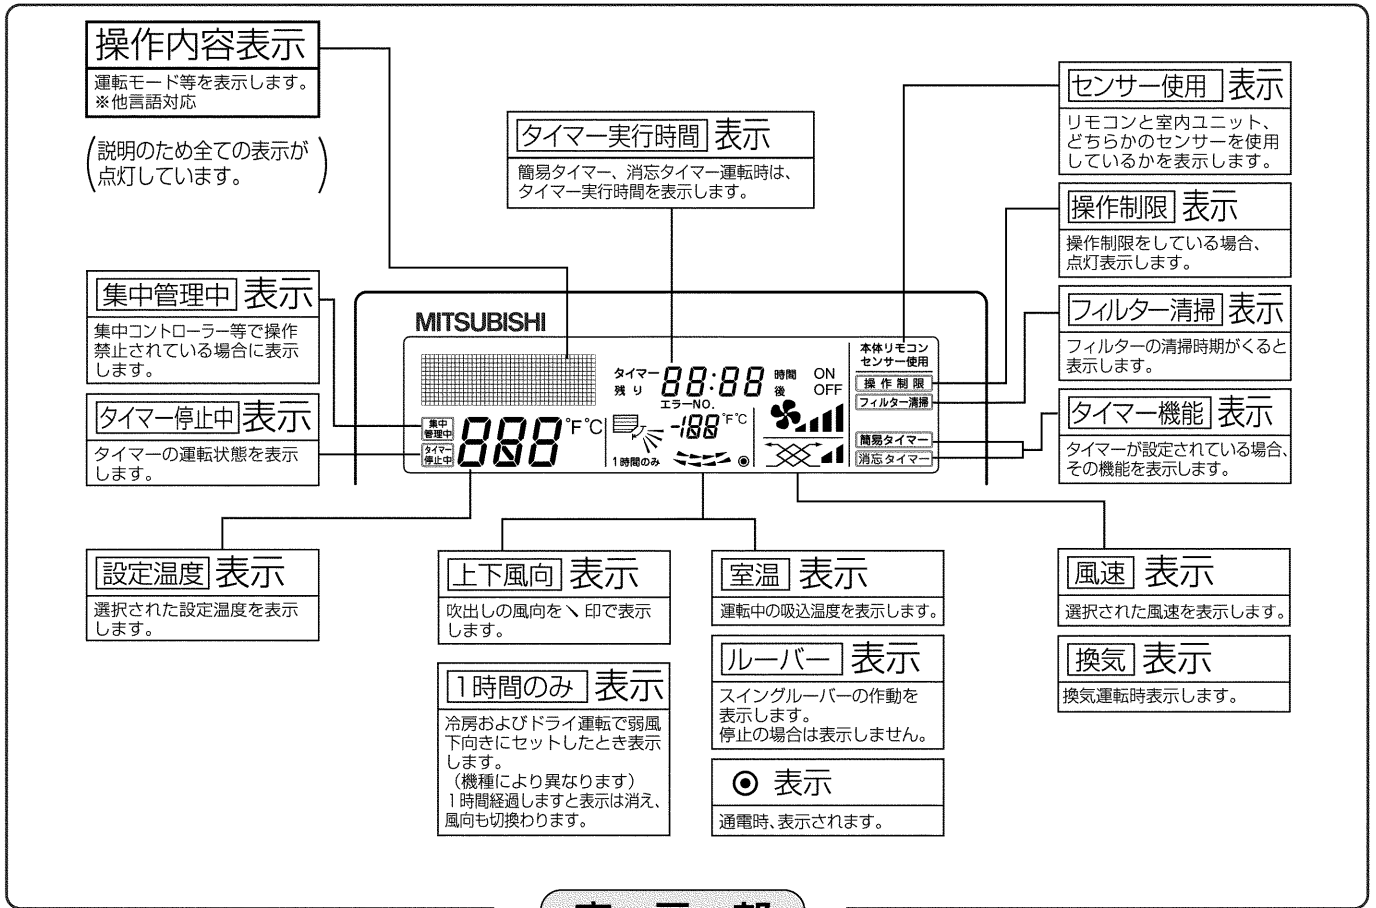 操作内容表示
運転モード等を表示します。
※他言語対応
(説明のため全ての表示が
点灯しています。)
タイマー実行時間 表示
簡易タイマー、消忘タイマー運転時は、
タイマー実行時間を表示します。
センサー使用 表示
リモコンと室内ユニット、
どちらかのセンサーを使用
しているかを表示します。
操作制限 表示
操作制限をしている場合、
点灯表示します。
フィルター清掃 表示
フィルターの清掃時期がくると
表示します。
タイマー機能 表示
タイマーが設定されている場合、
その機能を表示します。
集中管理中 表示
集中コントローラー等で操作
禁止されている場合に表示
します。
タイマー停止中 表示
タイマーの運転状態を表示
します。
MITSUBISHI
タイマー 88:88 時間 ON
残り 後 OFF
エラーNO.
-188 °F°C
集中
管理中
タイマー
停止中
888 °F°C
1時間のみ
本体リモコン
センサー使用
操作制限
フィルター清掃
簡易タイマー
消忘タイマー
設定温度 表示
選択された設定温度を表示
します。
上下風向 表示
吹出しの風向を ﹨ 印で表示
します。
1時間のみ 表示
冷房およびドライ運転で弱風
下向きにセットしたとき表示
します。
(機種により異なります)
1時間経過しますと表示は消え、
風向も切換わります。
室温 表示
運転中の吸込温度を表示します。
ルーバー 表示
スイングルーバーの作動を
表示します。
停止の場合は表示しません。
◉ 表示
通電時、表示されます。
風速 表示
選択された風速を表示します。
換気 表示
換気運転時表示します。